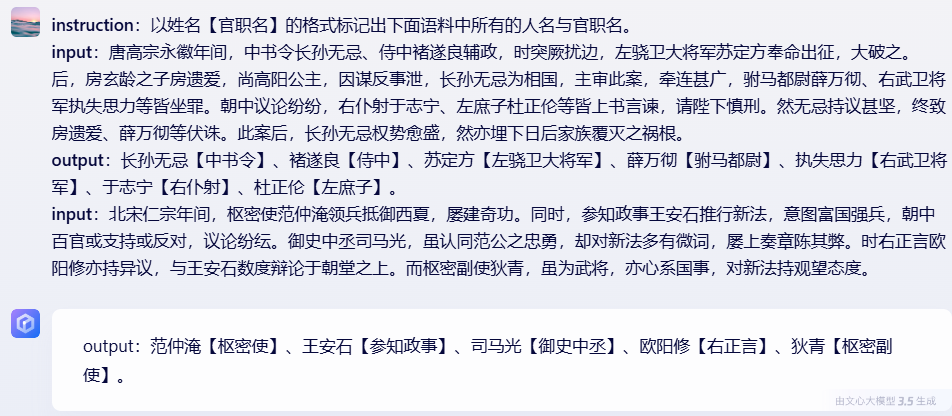 instruction：以姓名【官职名】的格式标记出下面语料中所有的人名与官职名。
input：唐高宗永徽年间，中书令长孙无忌、侍中褚遂良辅政，时突厥扰边，左骁卫大将军苏定方奉命出征，大破之。
后，房玄龄之子房遗爱，尚高阳公主，因谋反事泄，长孙无忌为相国，主审此案，牵连甚广，驸马都尉薛万彻、右武卫将
军执失思力等皆坐罪。朝中议论纷纷，右仆射于志宁、左庶子杜正伦等皆上书言谏，请陛下慎刑。然无忌持议甚坚，终致
房遗爱、薛万彻等伏诛。此案后，长孙无忌权势愈盛，然亦埋下日后家族覆灭之祸根。
output：长孙无忌【中书令】、褚遂良【侍中】、苏定方【左骁卫大将军】、薛万彻【驸马都尉】、执失思力【右武卫将
军】、于志宁【右仆射】、杜正伦【左庶子】。
input：北宋仁宗年间，枢密使范仲淹领兵抵御西夏，屡建奇功。同时，参知政事王安石推行新法，意图富国强兵，朝中
百官或支持或反对，议论纷纭。御史中丞司马光，虽认同范公之忠勇，却对新法多有微词，屡上奏章陈其弊。时右正言欧
阳修亦持异议，与王安石数度辩论于朝堂之上。而枢密副使狄青，虽为武将，亦心系国事，对新法持观望态度。
output：范仲淹【枢密使】、王安石【参知政事】、司马光【御史中丞】、欧阳修【右正言】、狄青【枢密副
使】。
由文心大模型 3.5 生成